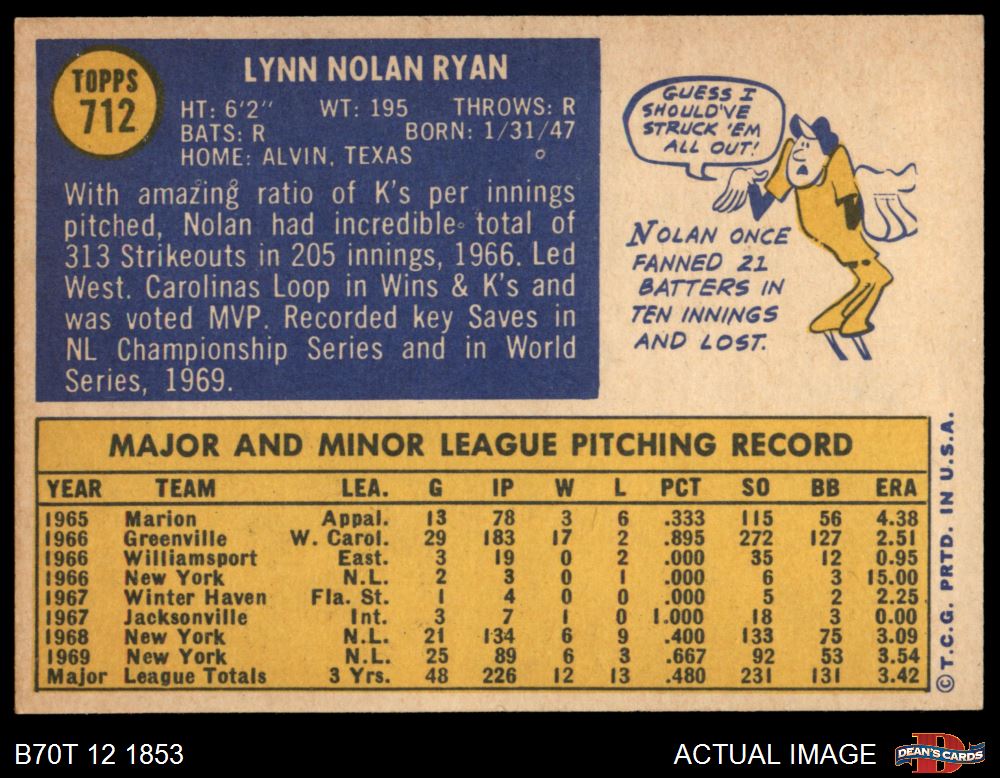 TOPPS
712
LYNN NOLAN RYAN
HT: 6'2" WT: 195 THROWS: R
BATS: R BORN: 1/31/47
HOME: ALVIN, TEXAS
With amazing ratio of K's per innings
pitched, Nolan had incredible total of
313 Strikeouts in 205 innings, 1966. Led
West. Carolinas Loop in Wins & K's and
was voted MVP. Recorded key Saves in
NL Championship Series and in World
Series, 1969.
GUESS I
SHOULD'VE
STRUCK 'EM
ALL OUT!
NOLAN ONCE
FANNED 21
BATTERS IN
TEN INNINGS
AND LOST.
MAJOR AND MINOR LEAGUE PITCHING RECORD
YEAR TEAM LEA. G IP W L PCT SO BB ERA
1965 Marion Appal. 13 78 3 6 .333 115 56 4.38
1966 Greenville W. Carol. 29 183 17 2 .895 272 127 2.51
1966 Williamsport East. 3 19 0 2 .000 35 12 0.95
1966 New York N.L. 2 3 0 1 .000 6 3 15.00
1967 Winter Haven Fla. St. 1 4 0 0 .000 5 2 2.25
1967 Jacksonville Int. 3 7 1 0 1.000 18 3 0.00
1968 New York N.L. 21 134 6 9 .400 133 75 3.09
1969 New York N.L. 25 89 6 3 .667 92 53 3.54
Major League Totals 3 Yrs. 48 226 12 13 .480 231 131 3.42
© T.C.G. PRTD. IN U.S.A.
B70T 12 1853
ACTUAL IMAGE
DEAN'S CARDS